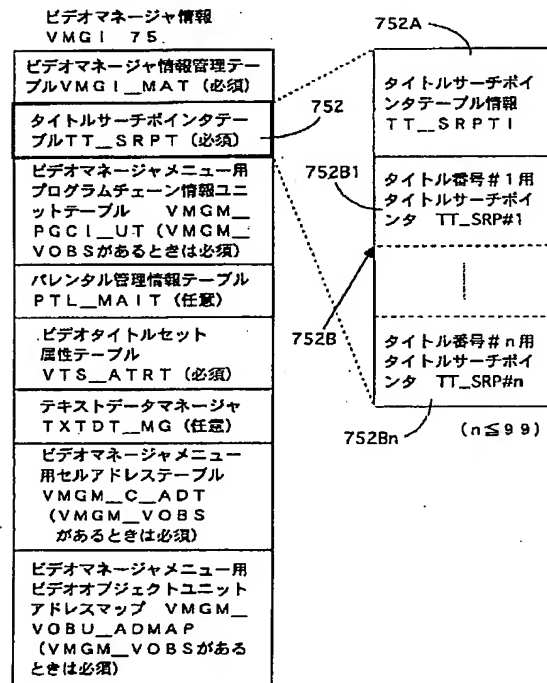 ビデオマネージャ情報
VMGI 75
ビデオマネージャ情報管理テー
ブルVMGI__MAT (必須)
タイトルサーチポインタテー
ブルTT__SRPT (必須)
ビデオマネージャメニュー用
プログラムチェーン情報ユニ
ットテーブル VMGM__
PGCI__UT (VMGM__
VOBSがあるときは必須)
パレンタル管理情報テーブル
PTL__MAIT (任意)
ビデオタイトルセット
属性テーブル
VTS__ATRT (必須)
テキストデータマネージャ
TXTDT__MG (任意)
ビデオマネージャメニュー
用セルアドレステーブル
VMGM__C__ADT
(VMGM__VOBS
があるときは必須)
ビデオマネージャメニュー用
ビデオオブジェクトユニット
アドレスマップ VMGM__
VOBU__ADMAP
(VMGM__VOBSがある
ときは必須)
752
752A
タイトルサーチポイ
ンタテーブル情報
TT__SRPTI
752B1
タイトル番号#1用
タイトルサーチポイ
ンタ TT_SRP#1
752B
タイトル番号#n用
タイトルサーチポイ
ンタ TT_SRP#n
752Bn
(n≦99)